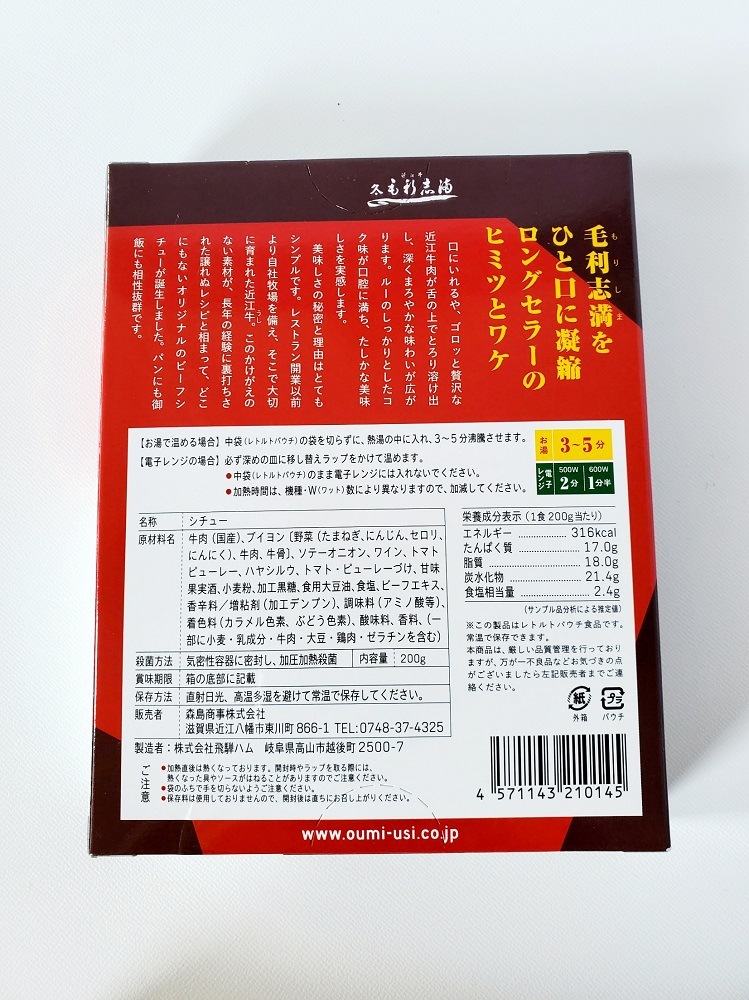 毛利志満
毛利志満を
もりしま
ひと口に凝縮
ロングセラーの
ヒミツとワケ
口にいれるや、ゴロッと贅沢な
近江牛肉が舌の上でとろり溶け出
し、深くまろやかな味わいが広が
ります。ルーのしっかりとしたコ
ク味が口腔に満ち、たしかな美味
しさを実感します。
美味しさの秘密と理由はとても
シンプルです。レストラン開業以前
より自社牧場を備え、そこで大切
に育まれた近江牛。このかけがえの
うし
ない素材が、長年の経験に裏打ちさ
れた譲れぬレシピと相まって、どこ
にもないオリジナルのビーフシ
チューが誕生しました。パンにも御
飯にも相性抜群です。
【お湯で温める場合】中袋(レトルトパウチ)の袋を切らずに、熱湯の中に入れ、3〜5分沸騰させます。
【電子レンジの場合】必ず深めの皿に移し替えラップをかけて温めます。
●中袋(レトルトパウチ)のまま電子レンジには入れないでください。
●加熱時間は、機種・W(ワット)数により異なりますので、加減してください。
お湯 3〜5分
電子レンジ 500W 2分 600W 1分半
名称 シチュー
原材料名 牛肉(国産)、ブイヨン〔野菜(たまねぎ、にんじん、セロリ、
にんにく)、牛肉、牛骨〕、ソテーオニオン、ワイン、トマト
ピューレー、ハヤシルウ、トマト・ピューレーづけ、甘味
果実酒、小麦粉、加工黒糖、食用大豆油、食塩、ビーフエキス、
香辛料／増粘剤(加工デンプン)、調味料(アミノ酸等)、
着色料(カラメル色素、ぶどう色素)、酸味料、香料、(一
部に小麦・乳成分・牛肉・大豆・鶏肉・ゼラチンを含む)
殺菌方法 気密性容器に密封し、加圧加熱殺菌 内容量 200g
賞味期限 箱の底部に記載
保存方法 直射日光、高温多湿を避けて常温で保存してください。
販売者 森島商事株式会社
滋賀県近江八幡市東川町866-1 TEL:0748-37-4325
製造者：株式会社飛騨ハム 岐阜県高山市越後町2500-7
ご注意
●加熱直後は熱くなっております。開封時やラップを取る際には、
熱くなった具やソースがはねることがありますのでご注意ください。
●袋のふちで手を切らないようご注意ください。
●保存料は使用しておりませんので、開封後は直ちにお召し上がりください。
栄養成分表示(1食200g当たり)
エネルギー 316kcal
たんぱく質 17.0g
脂質 18.0g
炭水化物 21.4g
食塩相当量 2.4g
(サンプル品分析による推定値)
※この製品はレトルトパウチ食品です。
常温で保存できます。
本商品は、厳しい品質管理を行っており
ますが、万が一不良品などお気づきの点
がございましたら左記販売者までご連
絡ください。
紙 プラ
外箱 パウチ
4 571143 210145
www.oumi-usi.co.jp